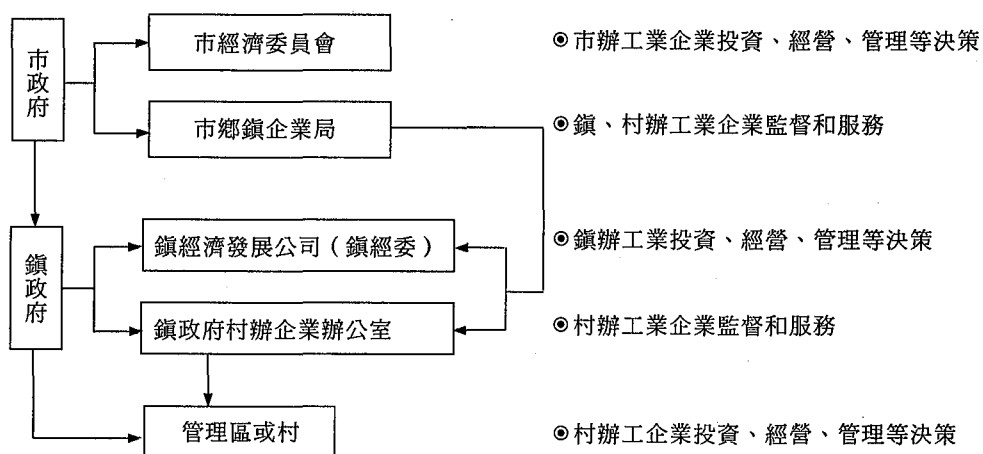 市政府
市經濟委員會
◉市辦工業企業投資、經營、管理等決策
市鄉鎮企業局
◉鎮、村辦工業企業監督和服務
鎮政府
鎮經濟發展公司（鎮經委）
◉鎮辦工業投資、經營、管理等決策
鎮政府村辦企業辦公室
◉村辦工業企業監督和服務
管理區或村
◉村辦工企業投資、經營、管理等決策